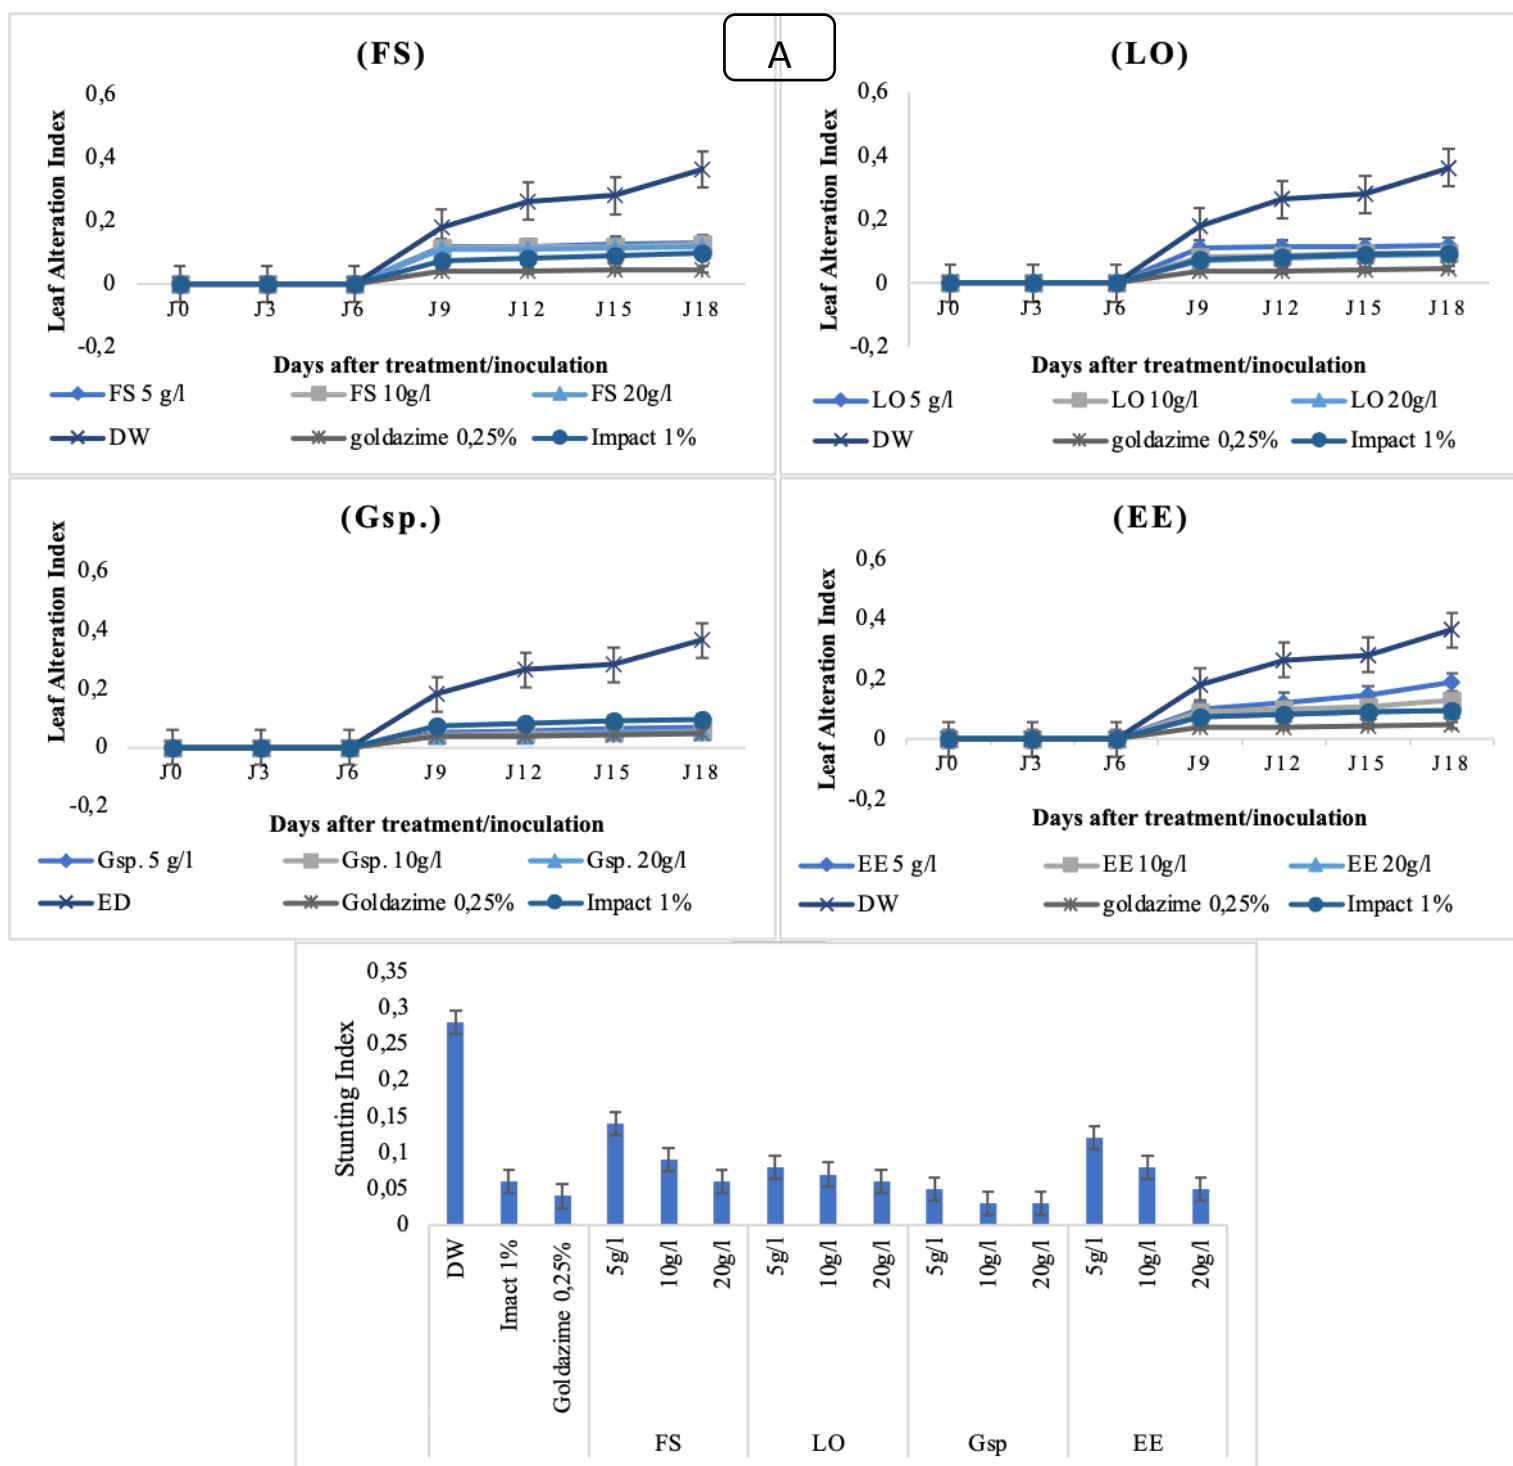 A
(FS)
0,6
0,4
0,2
0
-0,2
Leaf Alteration Index
J0 J3 J6 J9 J12 J15 J18
Days after treatment/inoculation
FS 5 g/l FS 10g/l FS 20g/l
DW goldazime 0,25% Impact 1%
(LO)
0,6
0,4
0,2
0
-0,2
Leaf Alteration Index
J0 J3 J6 J9 J12 J15 J18
Days after treatment/inoculation
LO 5 g/l LO 10g/l LO 20g/l
DW goldazime 0,25% Impact 1%
(Gsp.)
0,6
0,4
0,2
0
-0,2
Leaf Alteration Index
J0 J3 J6 J9 J12 J15 J18
Days after treatment/inoculation
Gsp. 5 g/l Gsp. 10g/l Gsp. 20g/l
ED Goldazime 0,25% Impact 1%
(EE)
0,6
0,4
0,2
0
-0,2
Leaf Alteration Index
J0 J3 J6 J9 J12 J15 J18
Days after treatment/inoculation
EE 5 g/l EE 10g/l EE 20g/l
DW goldazime 0,25% Impact 1%
0,35
0,3
0,25
0,2
0,15
0,1
0,05
0
Stunting Index
DW Imact 1% Goldazime 0,25% 5g/l 10g/l 20g/l 5g/l 10g/l 20g/l 5g/l 10g/l 20g/l 5g/l 10g/l 20g/l
FS LO Gsp EE